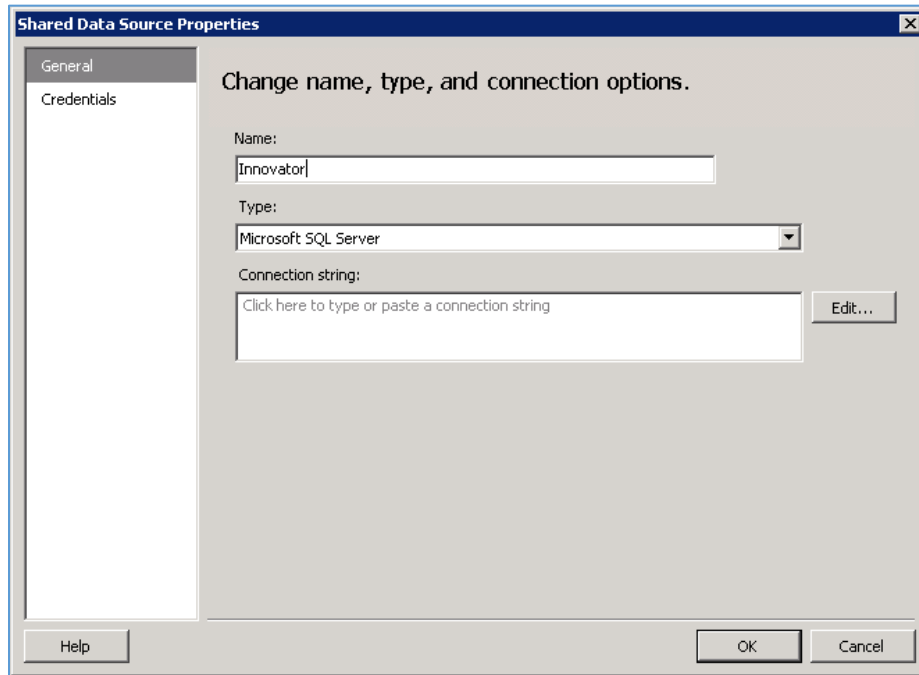 Shared Data Source Properties
General
Credentials
Change name, type, and connection options.
Name:
Innovator
Type:
Microsoft SQL Server
Connection string:
Click here to type or paste a connection string
Edit...
Help
OK
Cancel